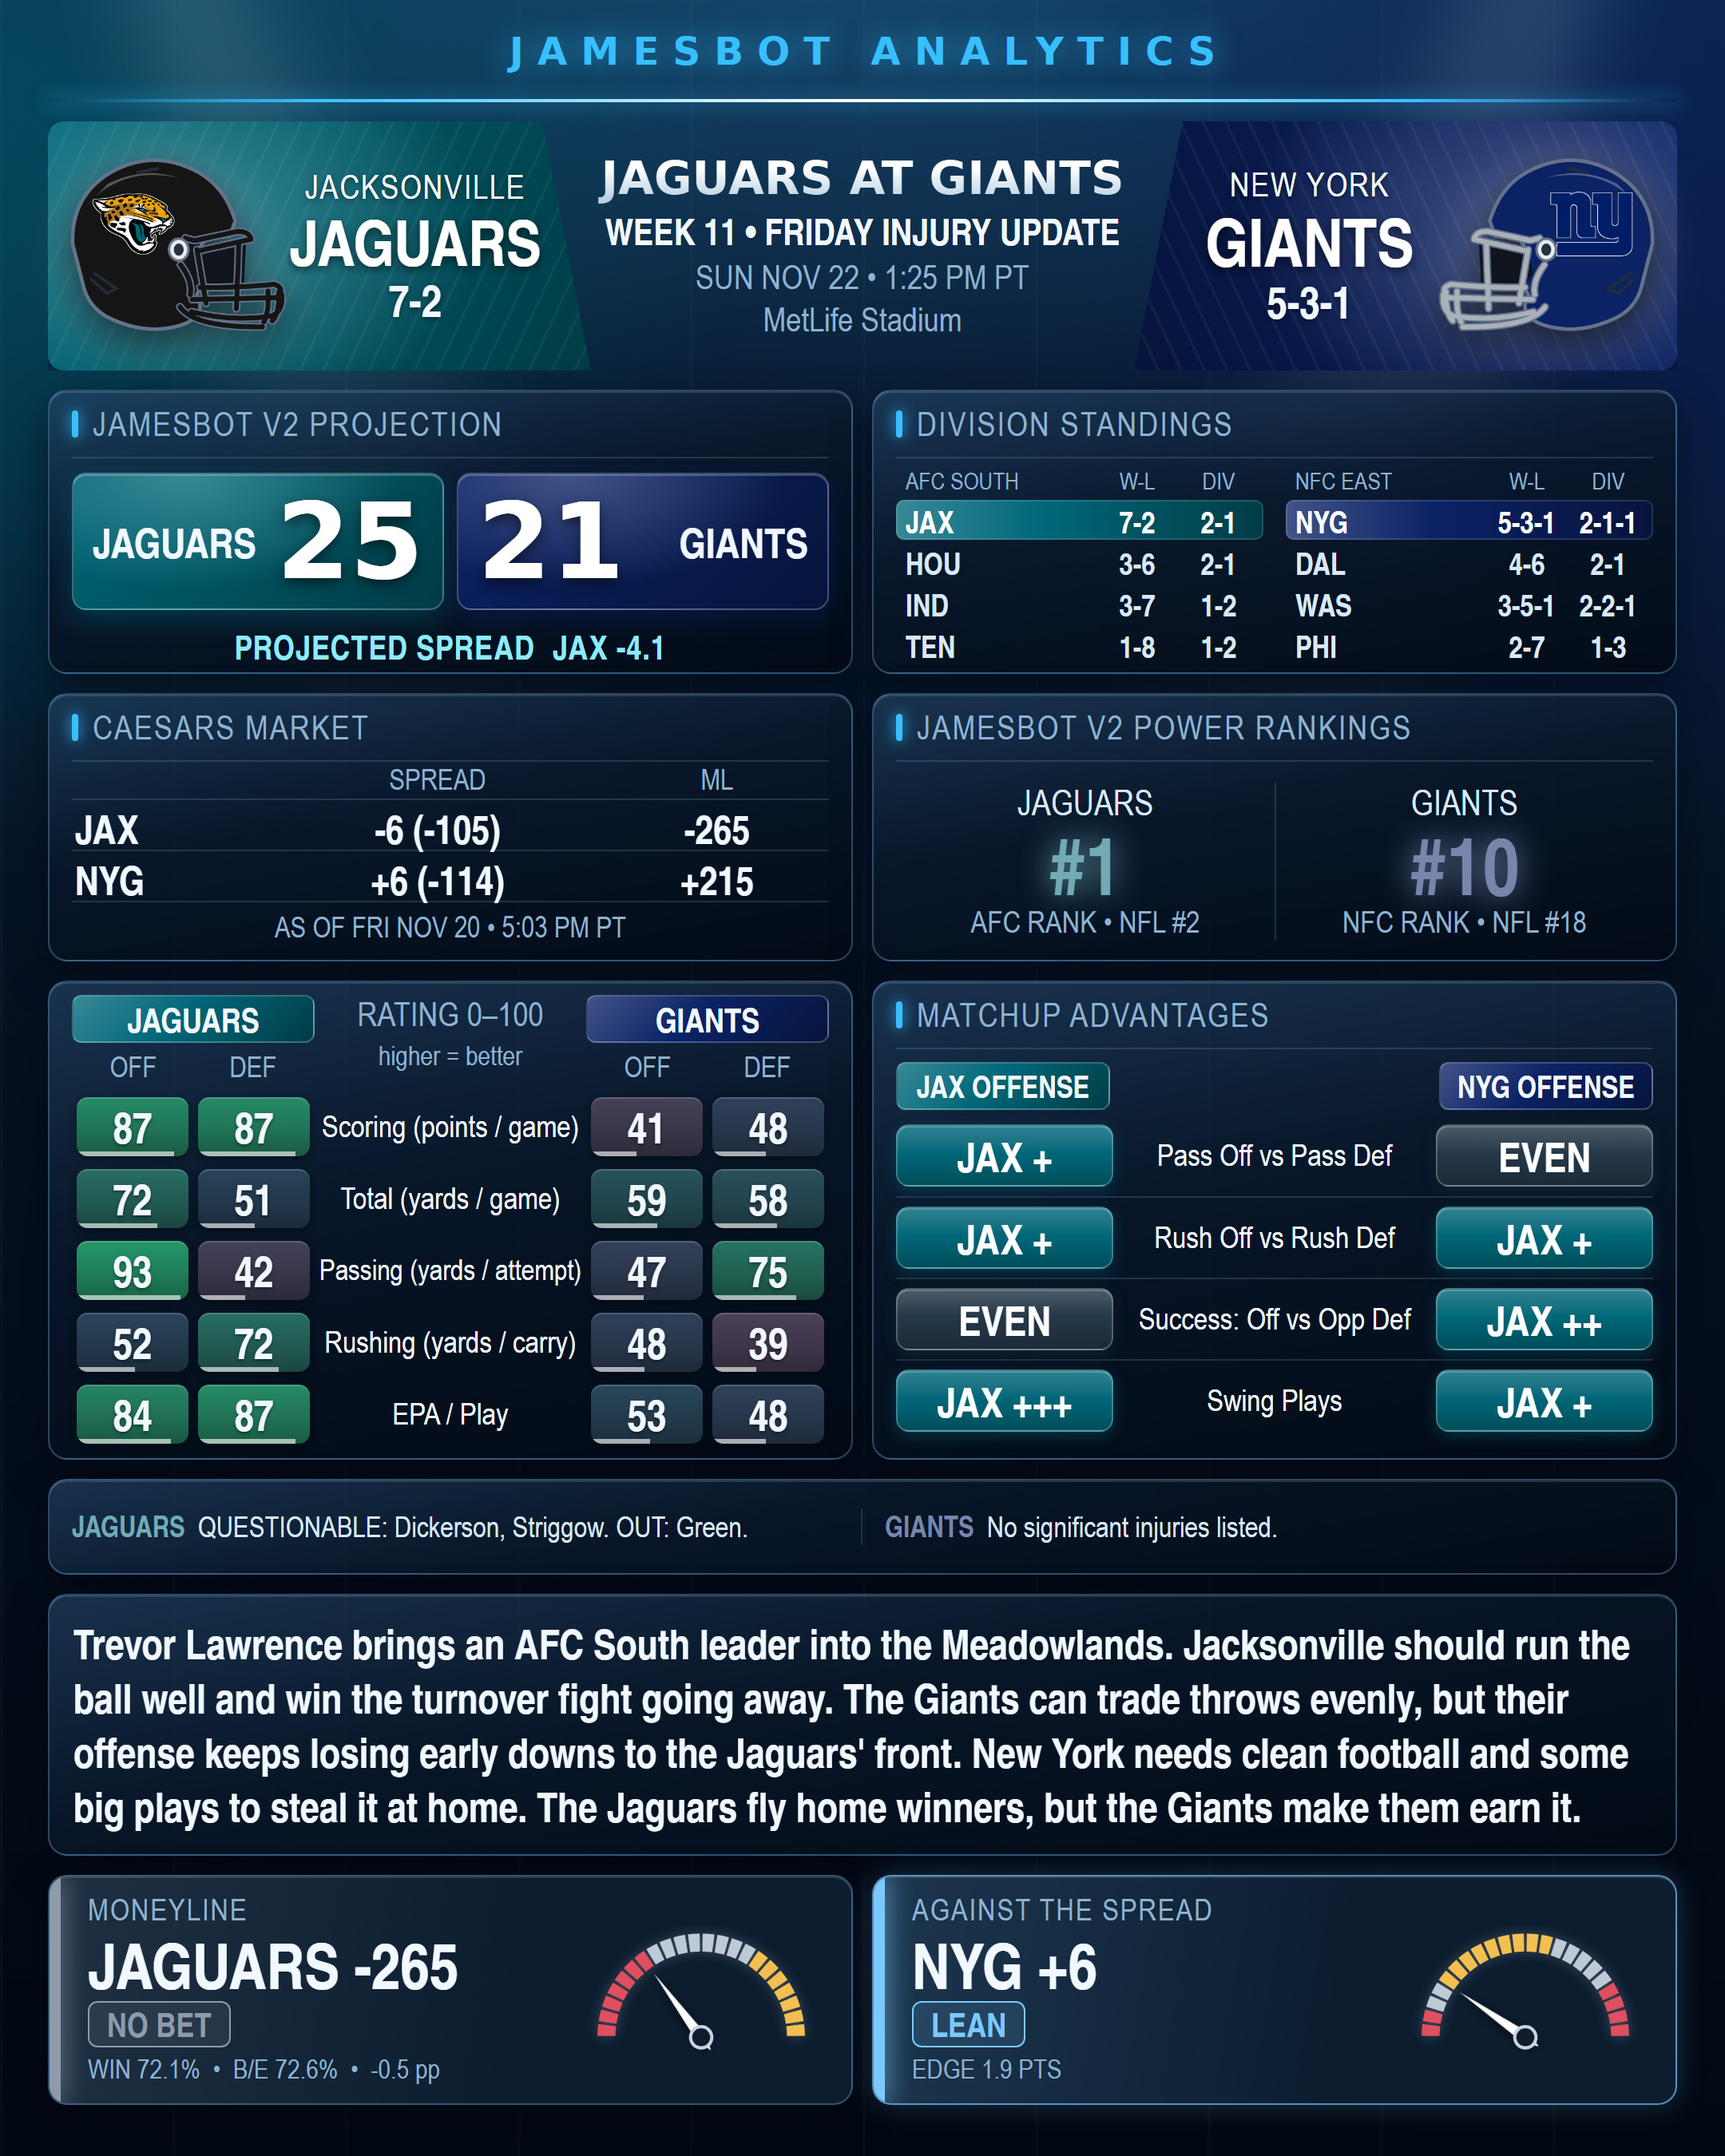 JAMESBOT ANALYTICS
JACKSONVILLE
JAGUARS
7-2
JAGUARS AT GIANTS
WEEK 11 • FRIDAY INJURY UPDATE
SUN NOV 22 • 1:25 PM PT
MetLife Stadium
NEW YORK
GIANTS
5-3-1
ny
JAMESBOT V2 PROJECTION
JAGUARS 25
21 GIANTS
PROJECTED SPREAD JAX -4.1
DIVISION STANDINGS
AFC SOUTH W-L DIV
JAX 7-2 2-1
HOU 3-6 2-1
IND 3-7 1-2
TEN 1-8 1-2
NFC EAST W-L DIV
NYG 5-3-1 2-1-1
DAL 4-6 2-1
WAS 3-5-1 2-2-1
PHI 2-7 1-3
CAESARS MARKET
SPREAD ML
JAX -6 (-105) -265
NYG +6 (-114) +215
AS OF FRI NOV 20 • 5:03 PM PT
JAMESBOT V2 POWER RANKINGS
JAGUARS
#1
AFC RANK • NFL #2
GIANTS
#10
NFC RANK • NFL #18
JAGUARS RATING 0–100 GIANTS
OFF DEF higher = better OFF DEF
87 87 Scoring (points / game) 41 48
72 51 Total (yards / game) 59 58
93 42 Passing (yards / attempt) 47 75
52 72 Rushing (yards / carry) 48 39
84 87 EPA / Play 53 48
MATCHUP ADVANTAGES
JAX OFFENSE NYG OFFENSE
JAX + Pass Off vs Pass Def EVEN
JAX + Rush Off vs Rush Def JAX +
EVEN Success: Off vs Opp Def JAX ++
JAX +++ Swing Plays JAX +
JAGUARS QUESTIONABLE: Dickerson, Striggow. OUT: Green.
GIANTS No significant injuries listed.
Trevor Lawrence brings an AFC South leader into the Meadowlands. Jacksonville should run the
ball well and win the turnover fight going away. The Giants can trade throws evenly, but their
offense keeps losing early downs to the Jaguars' front. New York needs clean football and some
big plays to steal it at home. The Jaguars fly home winners, but the Giants make them earn it.
MONEYLINE
JAGUARS -265
NO BET
WIN 72.1% • B/E 72.6% • -0.5 pp
AGAINST THE SPREAD
NYG +6
LEAN
EDGE 1.9 PTS